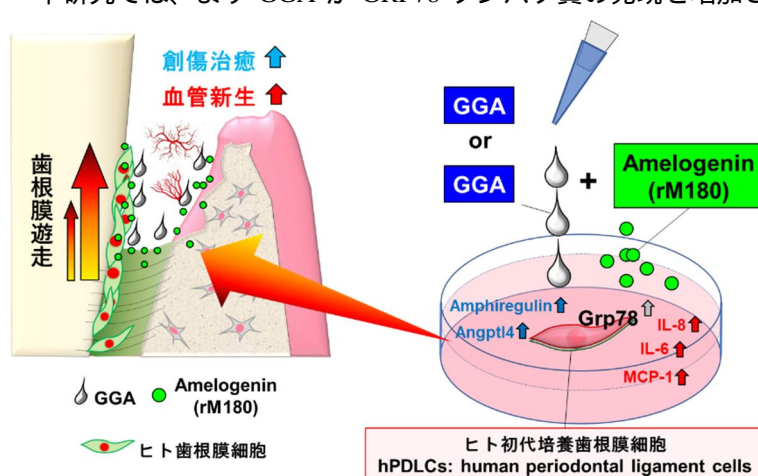 創傷治癒
血管新生
歯根膜遊走
GGA
Amelogenin
(rM180)
ヒト歯根膜細胞
GGA
or
GGA
+
Amelogenin
(rM180)
Amphiregulin
Angptl4
Grp78
IL-8
IL-6
MCP-1
ヒト初代培養歯根膜細胞
hPDLCs: human periodontal ligament cells